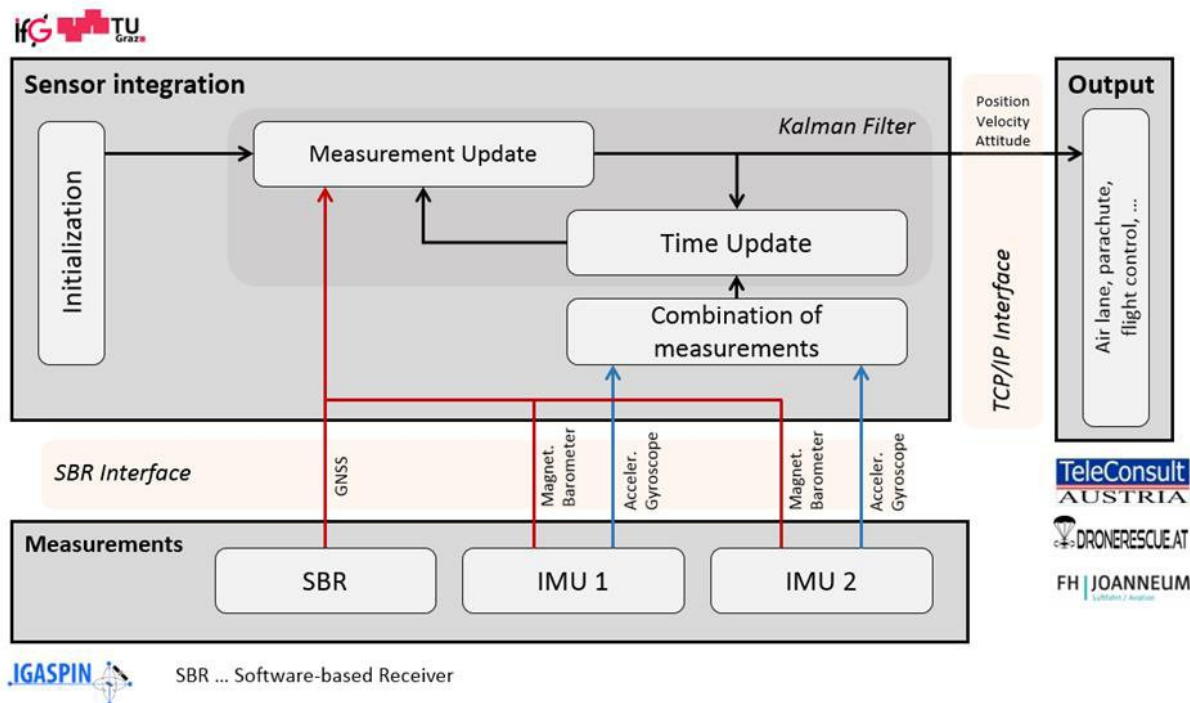 ifG TU
Graz
Sensor integration
Output
Kalman Filter
Position
Velocity
Attitude
Initialization
Measurement Update
Time Update
Combination of
measurements
TCP/IP Interface
Air lane, parachute,
flight control, ...
SBR Interface
GNSS
Magnet.
Barometer
Acceler.
Gyroscope
Magnet.
Barometer
Acceler.
Gyroscope
TeleConsult
AUSTRIA
Measurements
SBR
IMU 1
IMU 2
DRONERESCUE.AT
FH JOANNEUM
Luftfahrt / Aviation
IGASPIN
SBR ... Software-based Receiver